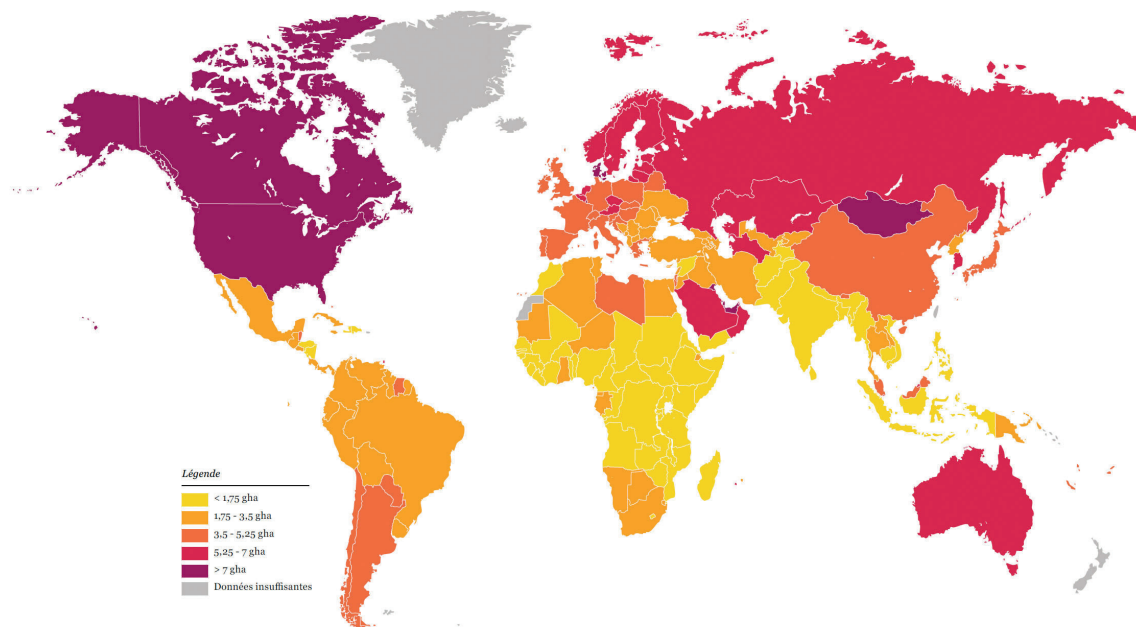 Légende
< 1,75 gha
1,75 - 3,5 gha
3,5 - 5,25 gha
5,25 - 7 gha
> 7 gha
Données insuffisantes